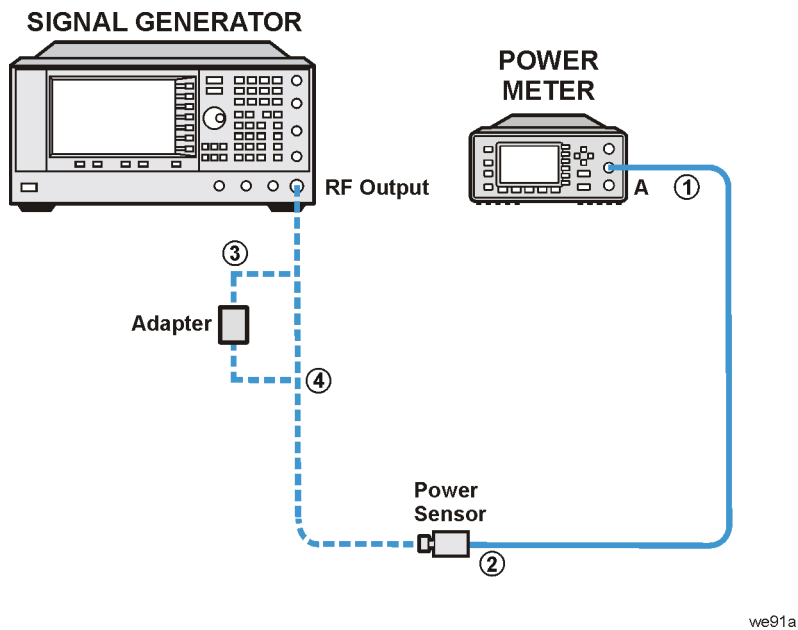 SIGNAL GENERATOR
POWER
METER
RF Output
A
①
③
Adapter
④
Power
Sensor
②
we91a